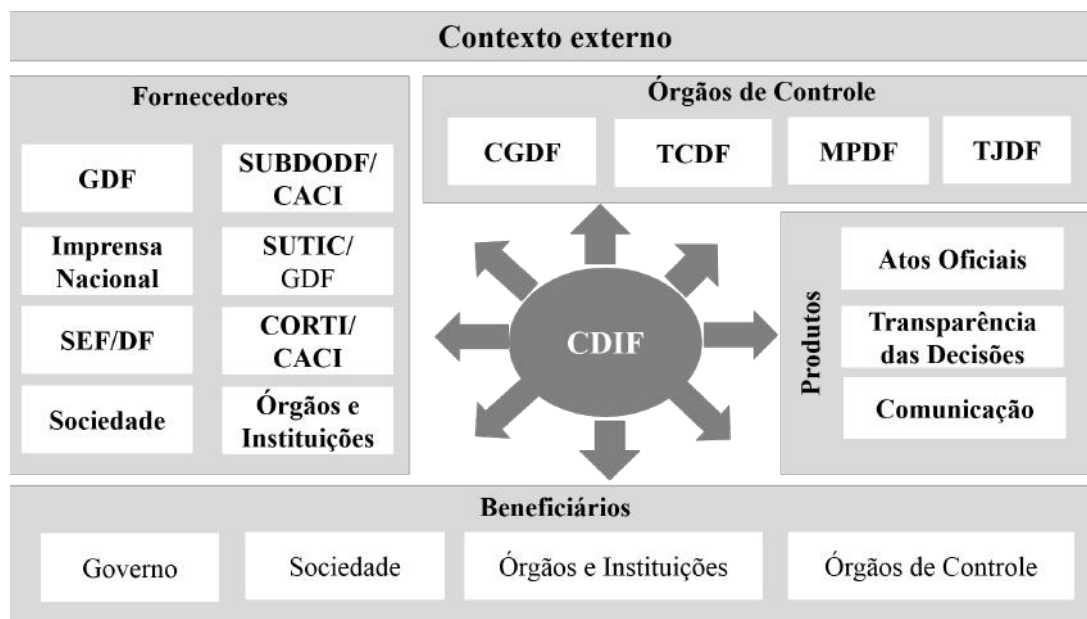 Contexto externo
Fornecedores
GDF
SUBDODF/
CACI
Imprensa
Nacional
SUTIC/
GDF
SEF/DF
CORTI/
CACI
Sociedade
Órgãos e
Instituições
Órgãos de Controle
CGDF
TCDF
MPDF
TJDF
CDIF
Produtos
Atos Oficiais
Transparência
das Decisões
Comunicação
Beneficiários
Governo
Sociedade
Órgãos e Instituições
Órgãos de Controle